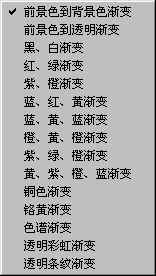 前景色到背景色渐变
前景色到透明渐变
黑、白渐变
红、绿渐变
紫、橙渐变
蓝、红、黄渐变
蓝、黄、蓝渐变
橙、黄、橙渐变
紫、绿、橙渐变
黄、紫、橙、蓝渐变
铜色渐变
铬黄渐变
色谱渐变
透明彩虹渐变
透明条纹渐变